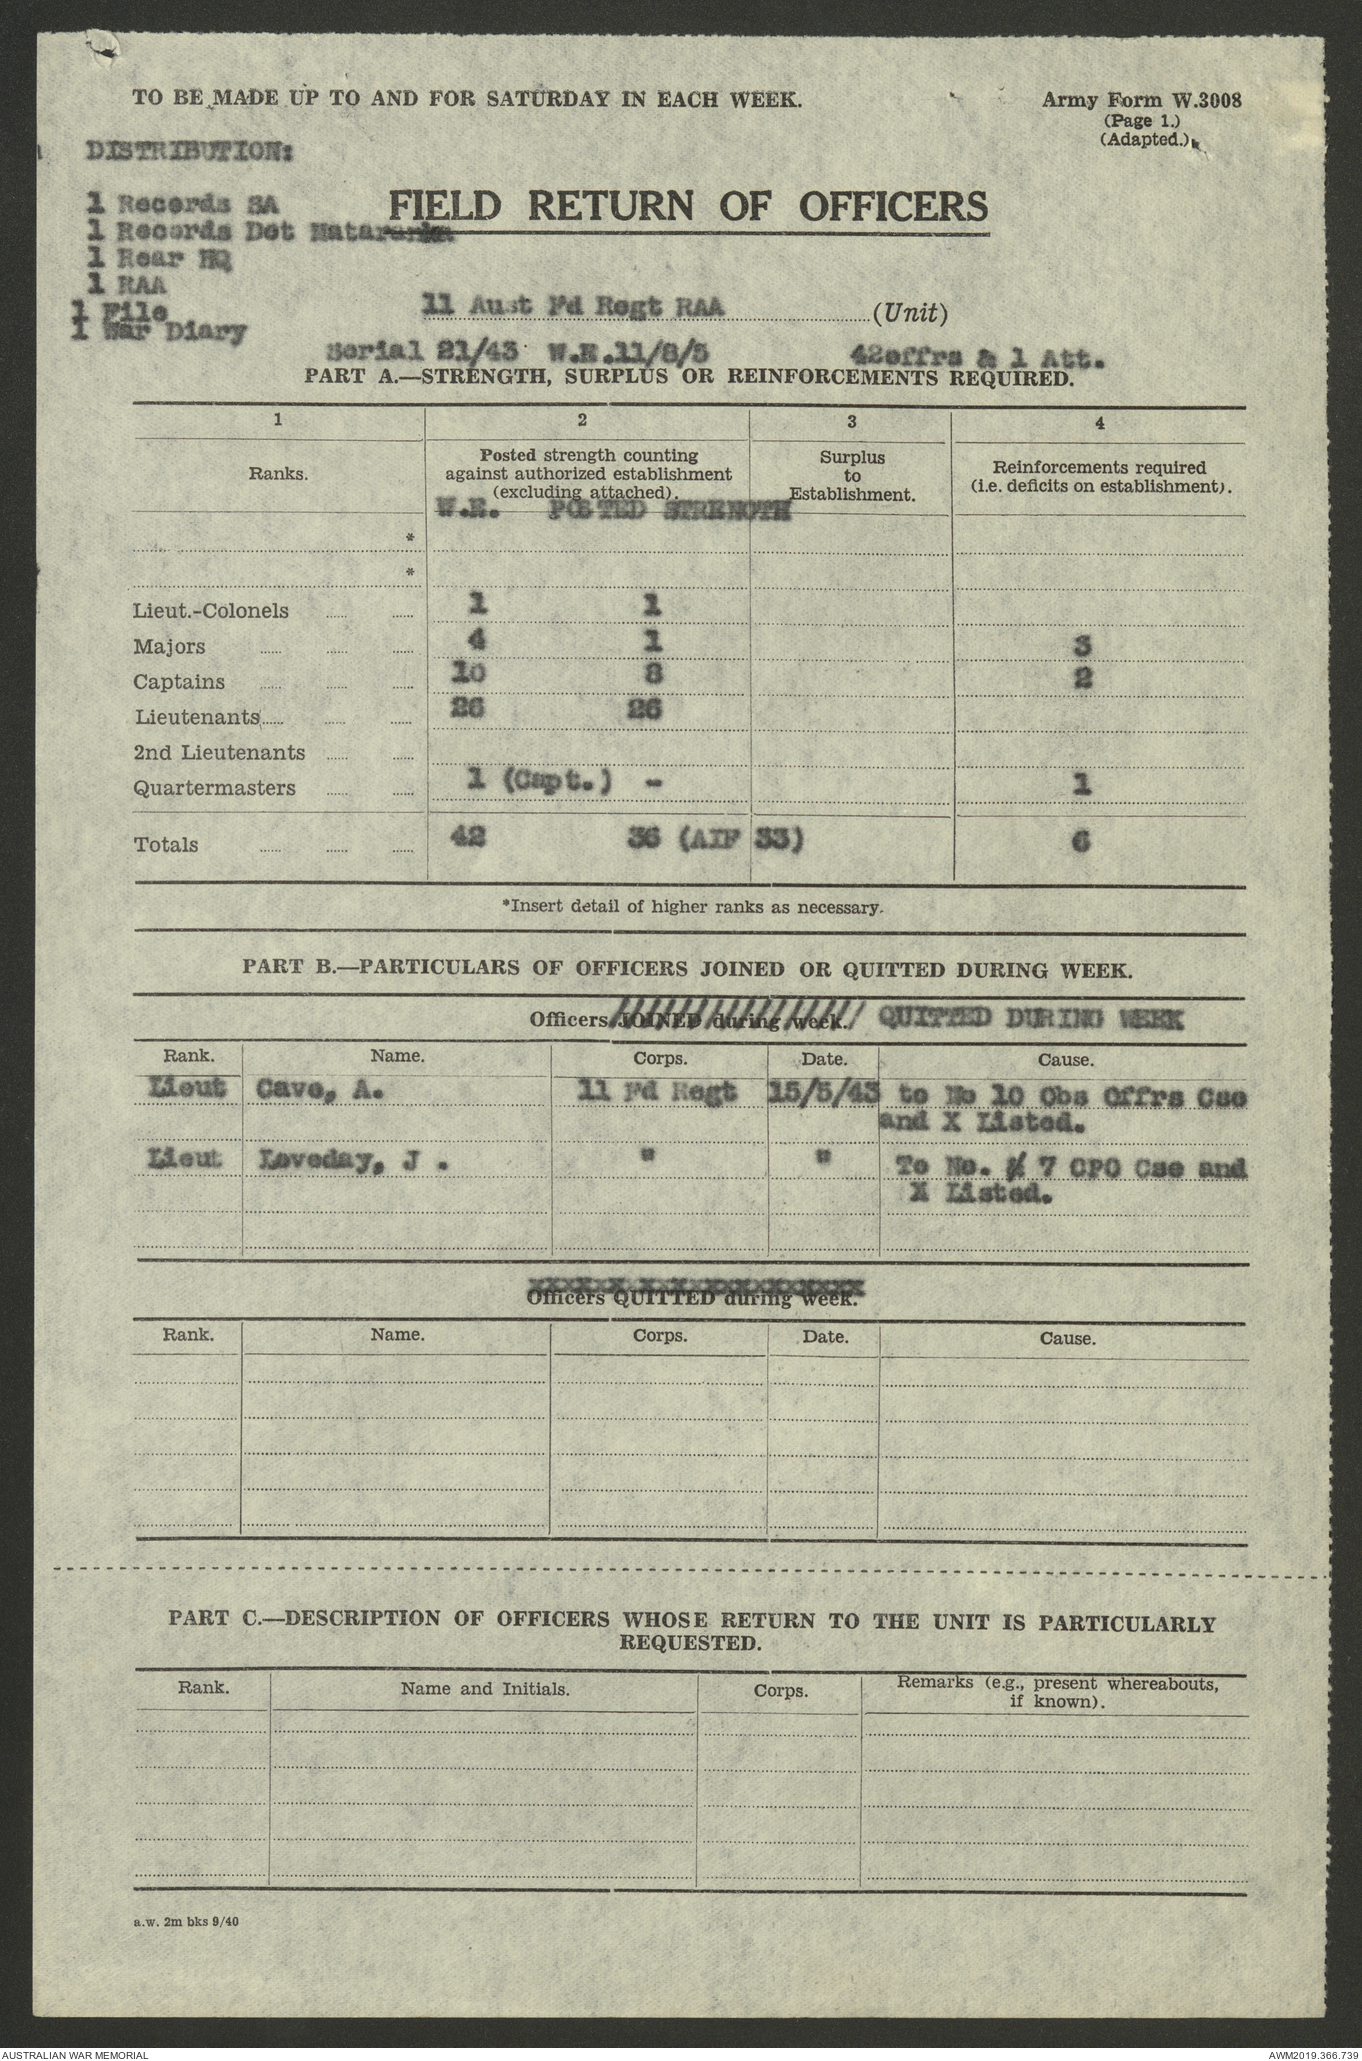 TO BE MADE UP TO AND FOR SATURDAY IN EACH WEEK.
Army Form W.3008
(Page 1.)
(Adapted.)
DISTRIBUTION:
1 Records SA
1 Records Det Mataranka
1 Rear HQ
1 RAA
1 File
1 War Diary
FIELD RETURN OF OFFICERS
11 Aust Fd Regt RAA (Unit)
Serial 21/43 W.E.11/8/5 42offrs & 1 Att.
PART A.—STRENGTH, SURPLUS OR REINFORCEMENTS REQUIRED.
1 2 3 4
Ranks.
Posted strength counting against authorized establishment (excluding attached).
Surplus to Establishment.
Reinforcements required (i.e. deficits on establishment).
W.E. POSTED STRENGTH
*
*
Lieut.-Colonels 1 1
Majors 4 1 3
Captains 10 8 2
Lieutenants 26 26
2nd Lieutenants
Quartermasters 1 (Capt.) - 1
Totals 42 36 (AIF 33) 6
*Insert detail of higher ranks as necessary.
PART B.—PARTICULARS OF OFFICERS JOINED OR QUITTED DURING WEEK.
Officers JOINED during week. QUITTED DURING WEEK
Rank. Name. Corps. Date. Cause.
Lieut Cave, A. 11 Fd Regt 15/5/43 to No 10 Obs Offrs Cse
and X Listed.
Lieut Loveday, J . " " To No. 7 CPO Cse and
X Listed.
Officers QUITTED during week.
Rank. Name. Corps. Date. Cause.
PART C.—DESCRIPTION OF OFFICERS WHOSE RETURN TO THE UNIT IS PARTICULARLY
REQUESTED.
Rank. Name and Initials. Corps. Remarks (e.g., present whereabouts,
if known).
a.w. 2m bks 9/40
AUSTRALIAN WAR MEMORIAL
AWM2019.366.739